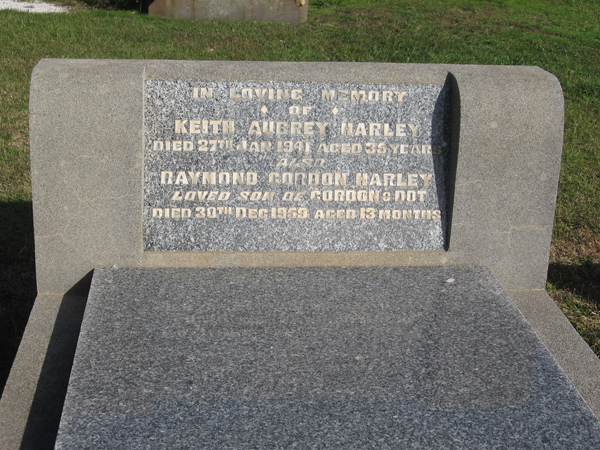 IN LOVING MEMORY
OF
KEITH AUBREY HARLEY
DIED 27TH JAN 1941 AGED 35 YEARS
ALSO
RAYMOND GORDON HARLEY
LOVED SON OF GORDON & DOT
DIED 30TH DEC 1959 AGED 13 MONTHS